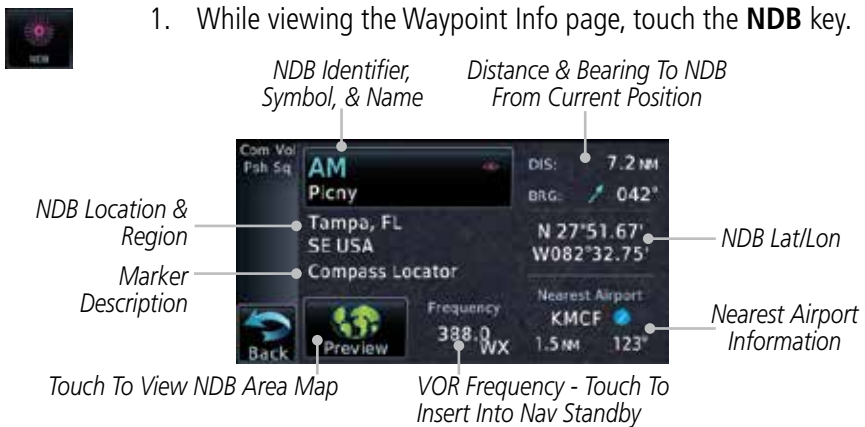 1. While viewing the Waypoint Info page, touch the NDB key.
NDB
NDB Identifier,
Symbol, & Name
Distance & Bearing To NDB
From Current Position
Com Vol
Psh Sq
AM
Picny
DIS: 7.2 NM
BRG: 042°
NDB Location &
Region
Tampa, FL
SE USA
N 27°51.67'
W082°32.75'
NDB Lat/Lon
Marker
Description
Compass Locator
Nearest Airport
KMCF
1.5 NM 123°
Nearest Airport
Information
Back
Preview
Frequency
388.0 WX
Touch To View NDB Area Map
VOR Frequency - Touch To
Insert Into Nav Standby